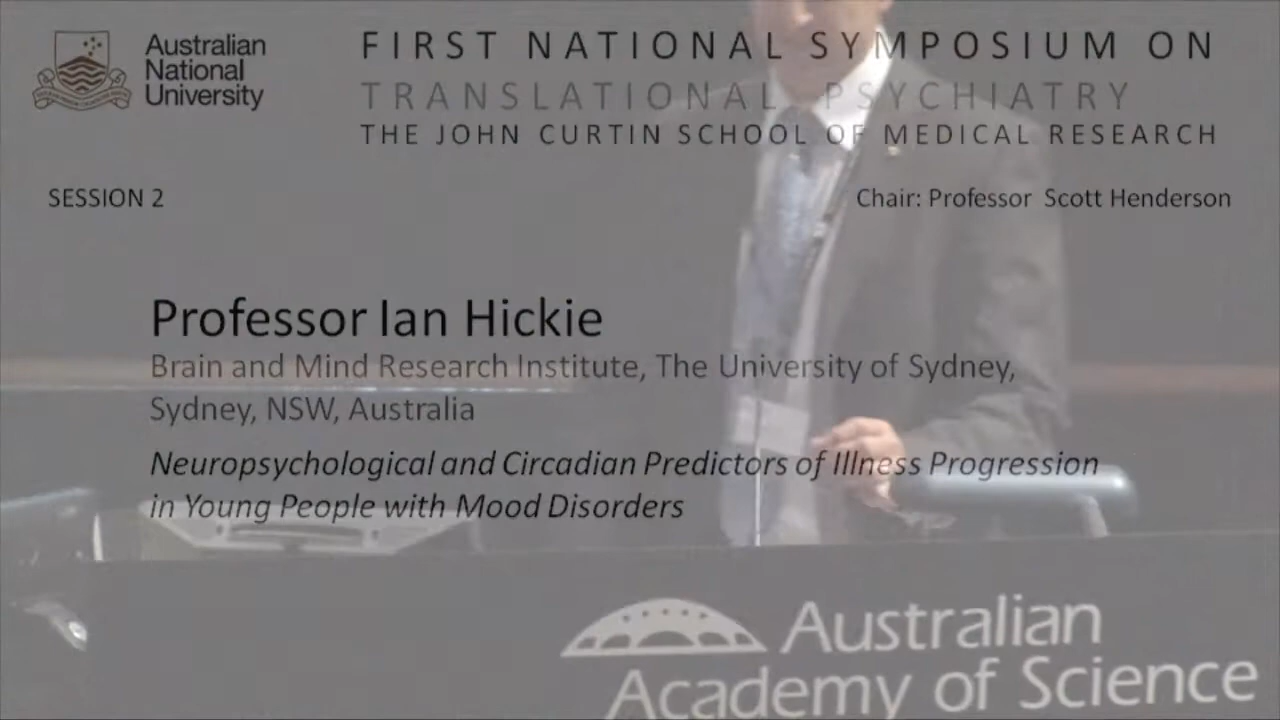 Australian
National
University
FIRST NATIONAL SYMPOSIUM ON
TRANSLATIONAL PSYCHIATRY
THE JOHN CURTIN SCHOOL OF MEDICAL RESEARCH
SESSION 2
Chair: Professor Scott Henderson
Professor Ian Hickie
Brain and Mind Research Institute, The University of Sydney,
Sydney, NSW, Australia
Neuropsychological and Circadian Predictors of Illness Progression
in Young People with Mood Disorders
Australian
Academy of Science